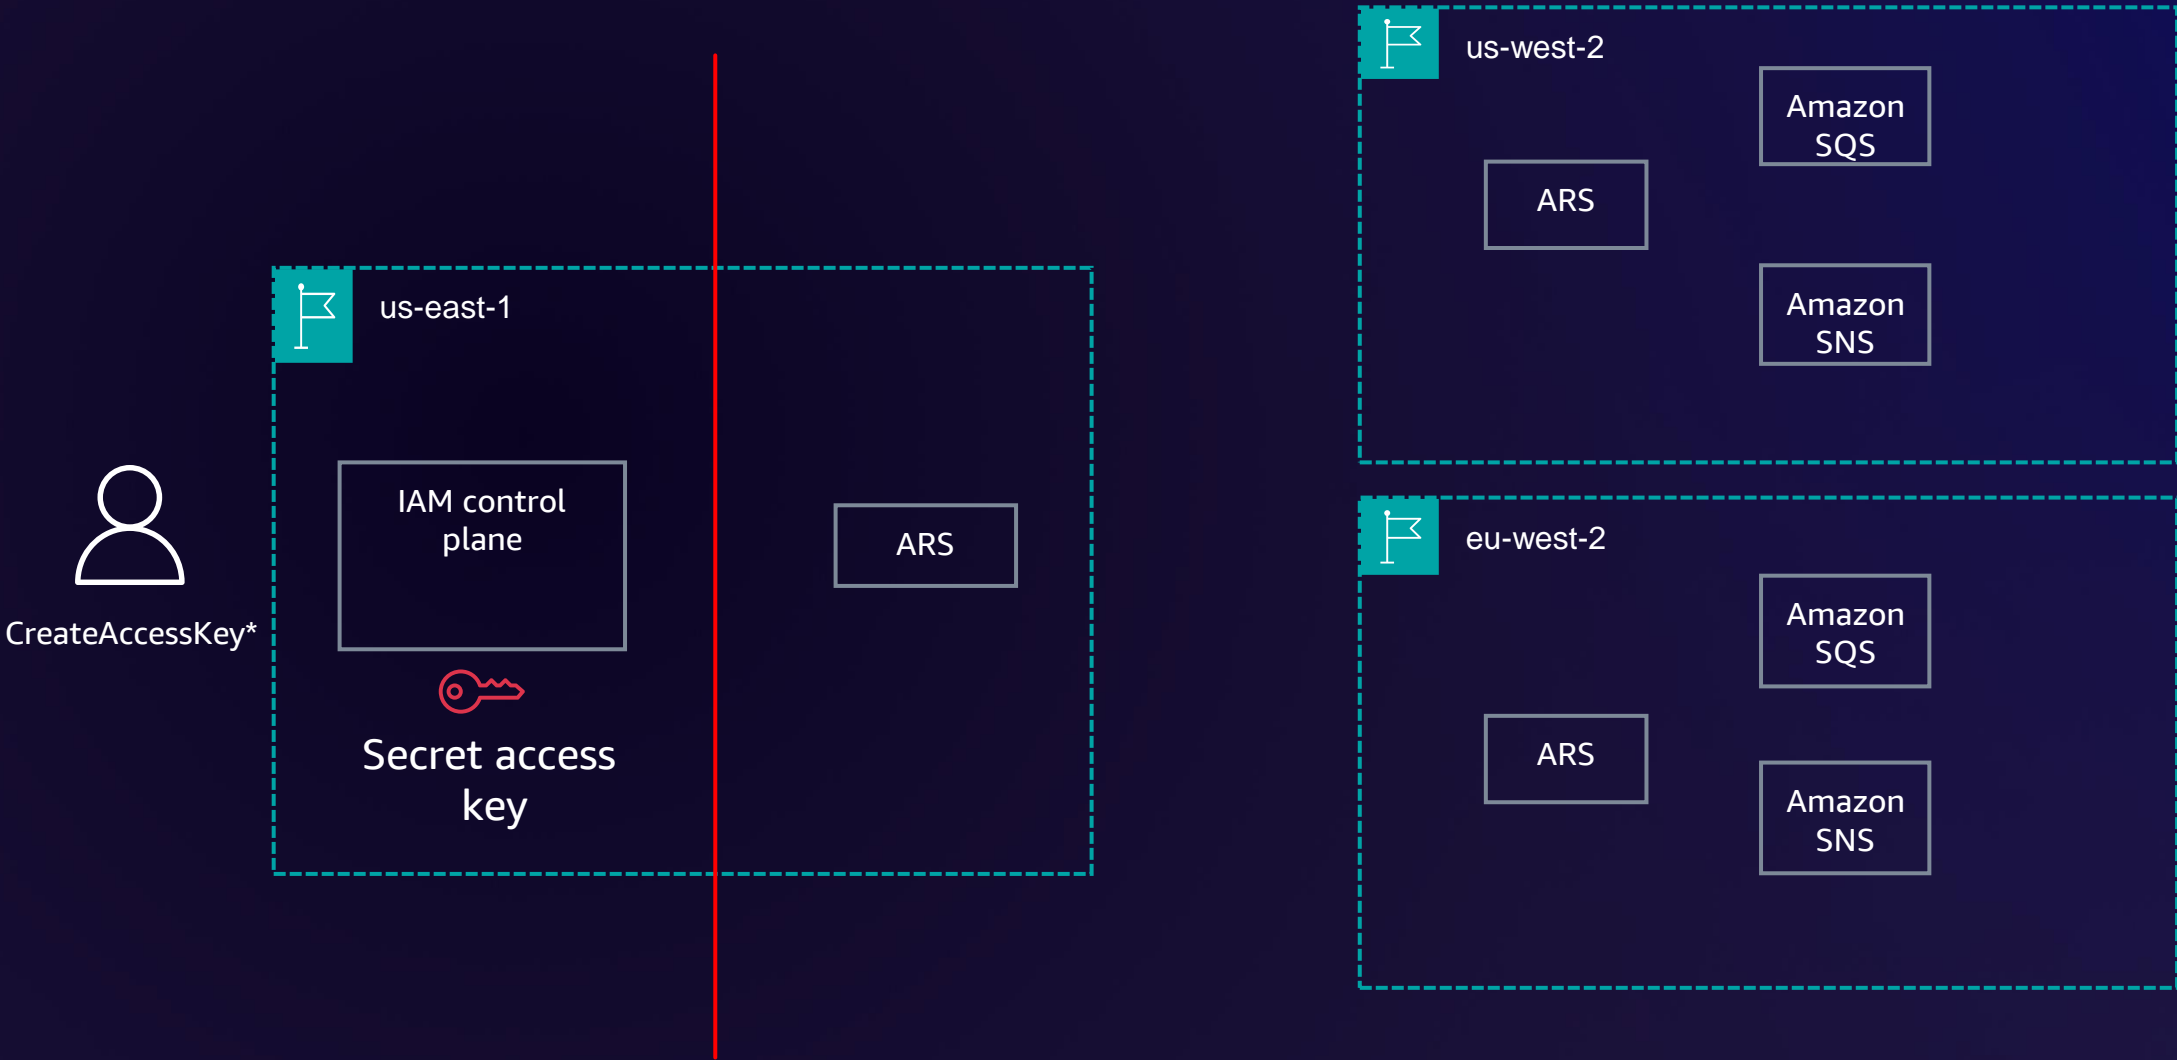 CreateAccessKey*
us-east-1
IAM control
plane
Secret access
key
ARS
us-west-2
ARS
Amazon
SQS
Amazon
SNS
eu-west-2
ARS
Amazon
SQS
Amazon
SNS